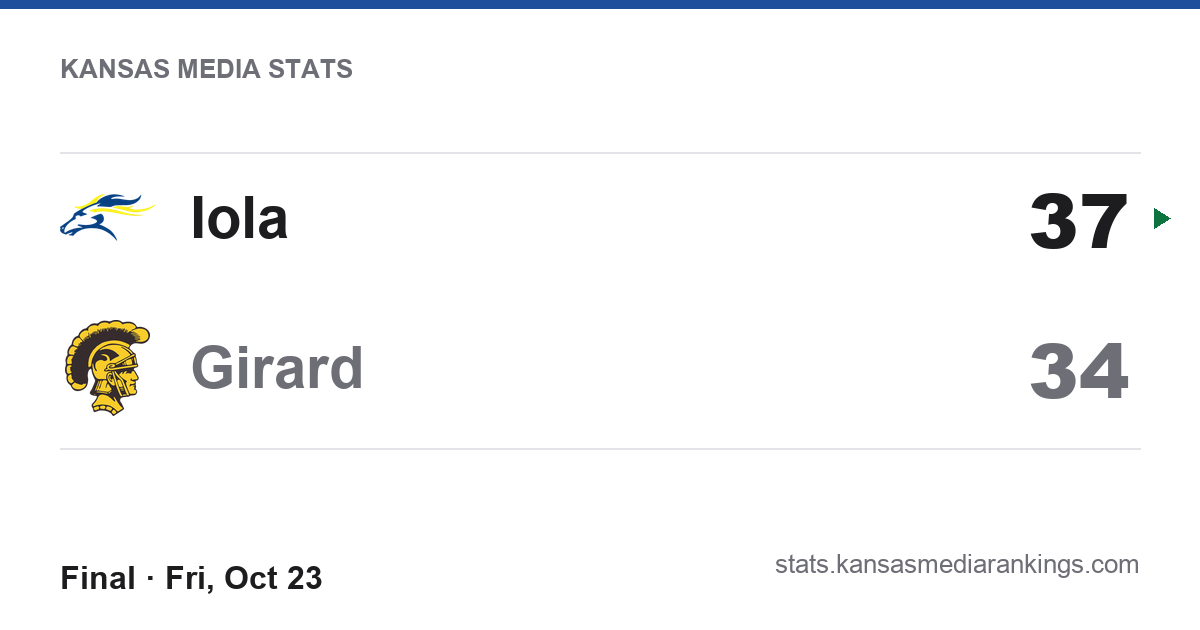 KANSAS MEDIA STATS
Iola 37
Girard 34
Final · Fri, Oct 23
stats.kansasmediarankings.com